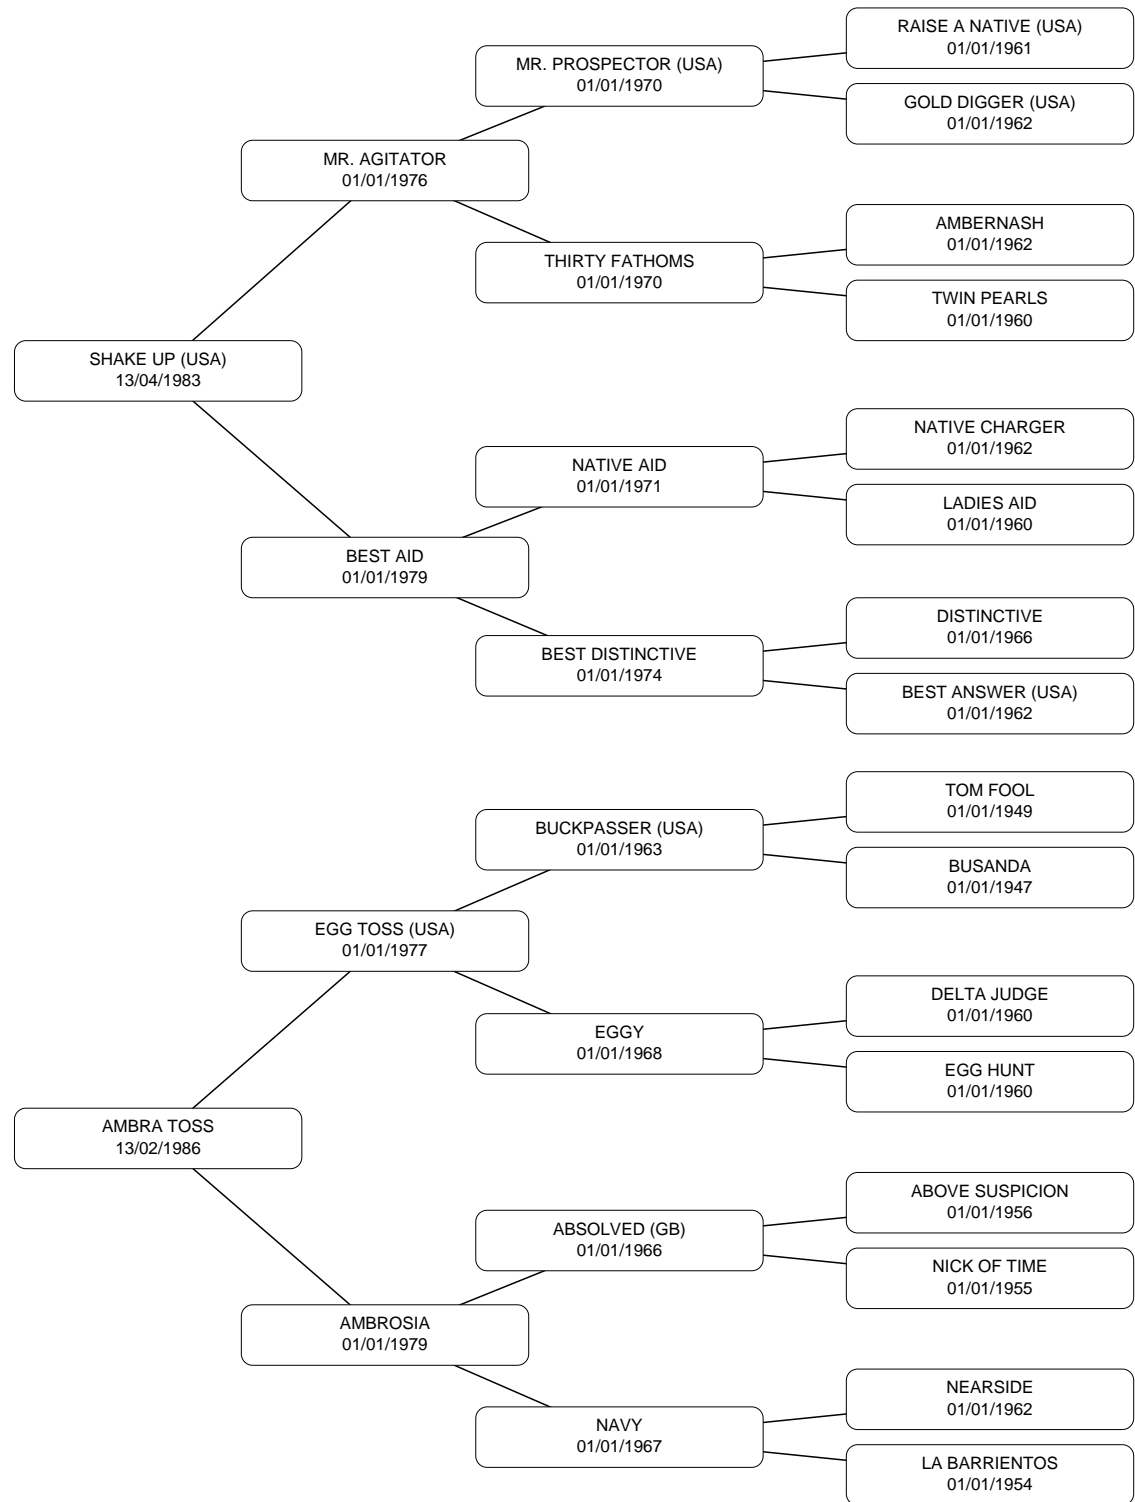 RAISE A NATIVE (USA)
01/01/1961
MR. PROSPECTOR (USA)
01/01/1970
GOLD DIGGER (USA)
01/01/1962
MR. AGITATOR
01/01/1976
AMBERNASH
01/01/1962
THIRTY FATHOMS
01/01/1970
TWIN PEARLS
01/01/1960
SHAKE UP (USA)
13/04/1983
NATIVE CHARGER
01/01/1962
NATIVE AID
01/01/1971
LADIES AID
01/01/1960
BEST AID
01/01/1979
DISTINCTIVE
01/01/1966
BEST DISTINCTIVE
01/01/1974
BEST ANSWER (USA)
01/01/1962
TOM FOOL
01/01/1949
BUCKPASSER (USA)
01/01/1963
BUSANDA
01/01/1947
EGG TOSS (USA)
01/01/1977
DELTA JUDGE
01/01/1960
EGGY
01/01/1968
EGG HUNT
01/01/1960
AMBRA TOSS
13/02/1986
ABOVE SUSPICION
01/01/1956
ABSOLVED (GB)
01/01/1966
NICK OF TIME
01/01/1955
AMBROSIA
01/01/1979
NEARSIDE
01/01/1962
NAVY
01/01/1967
LA BARRIENTOS
01/01/1954